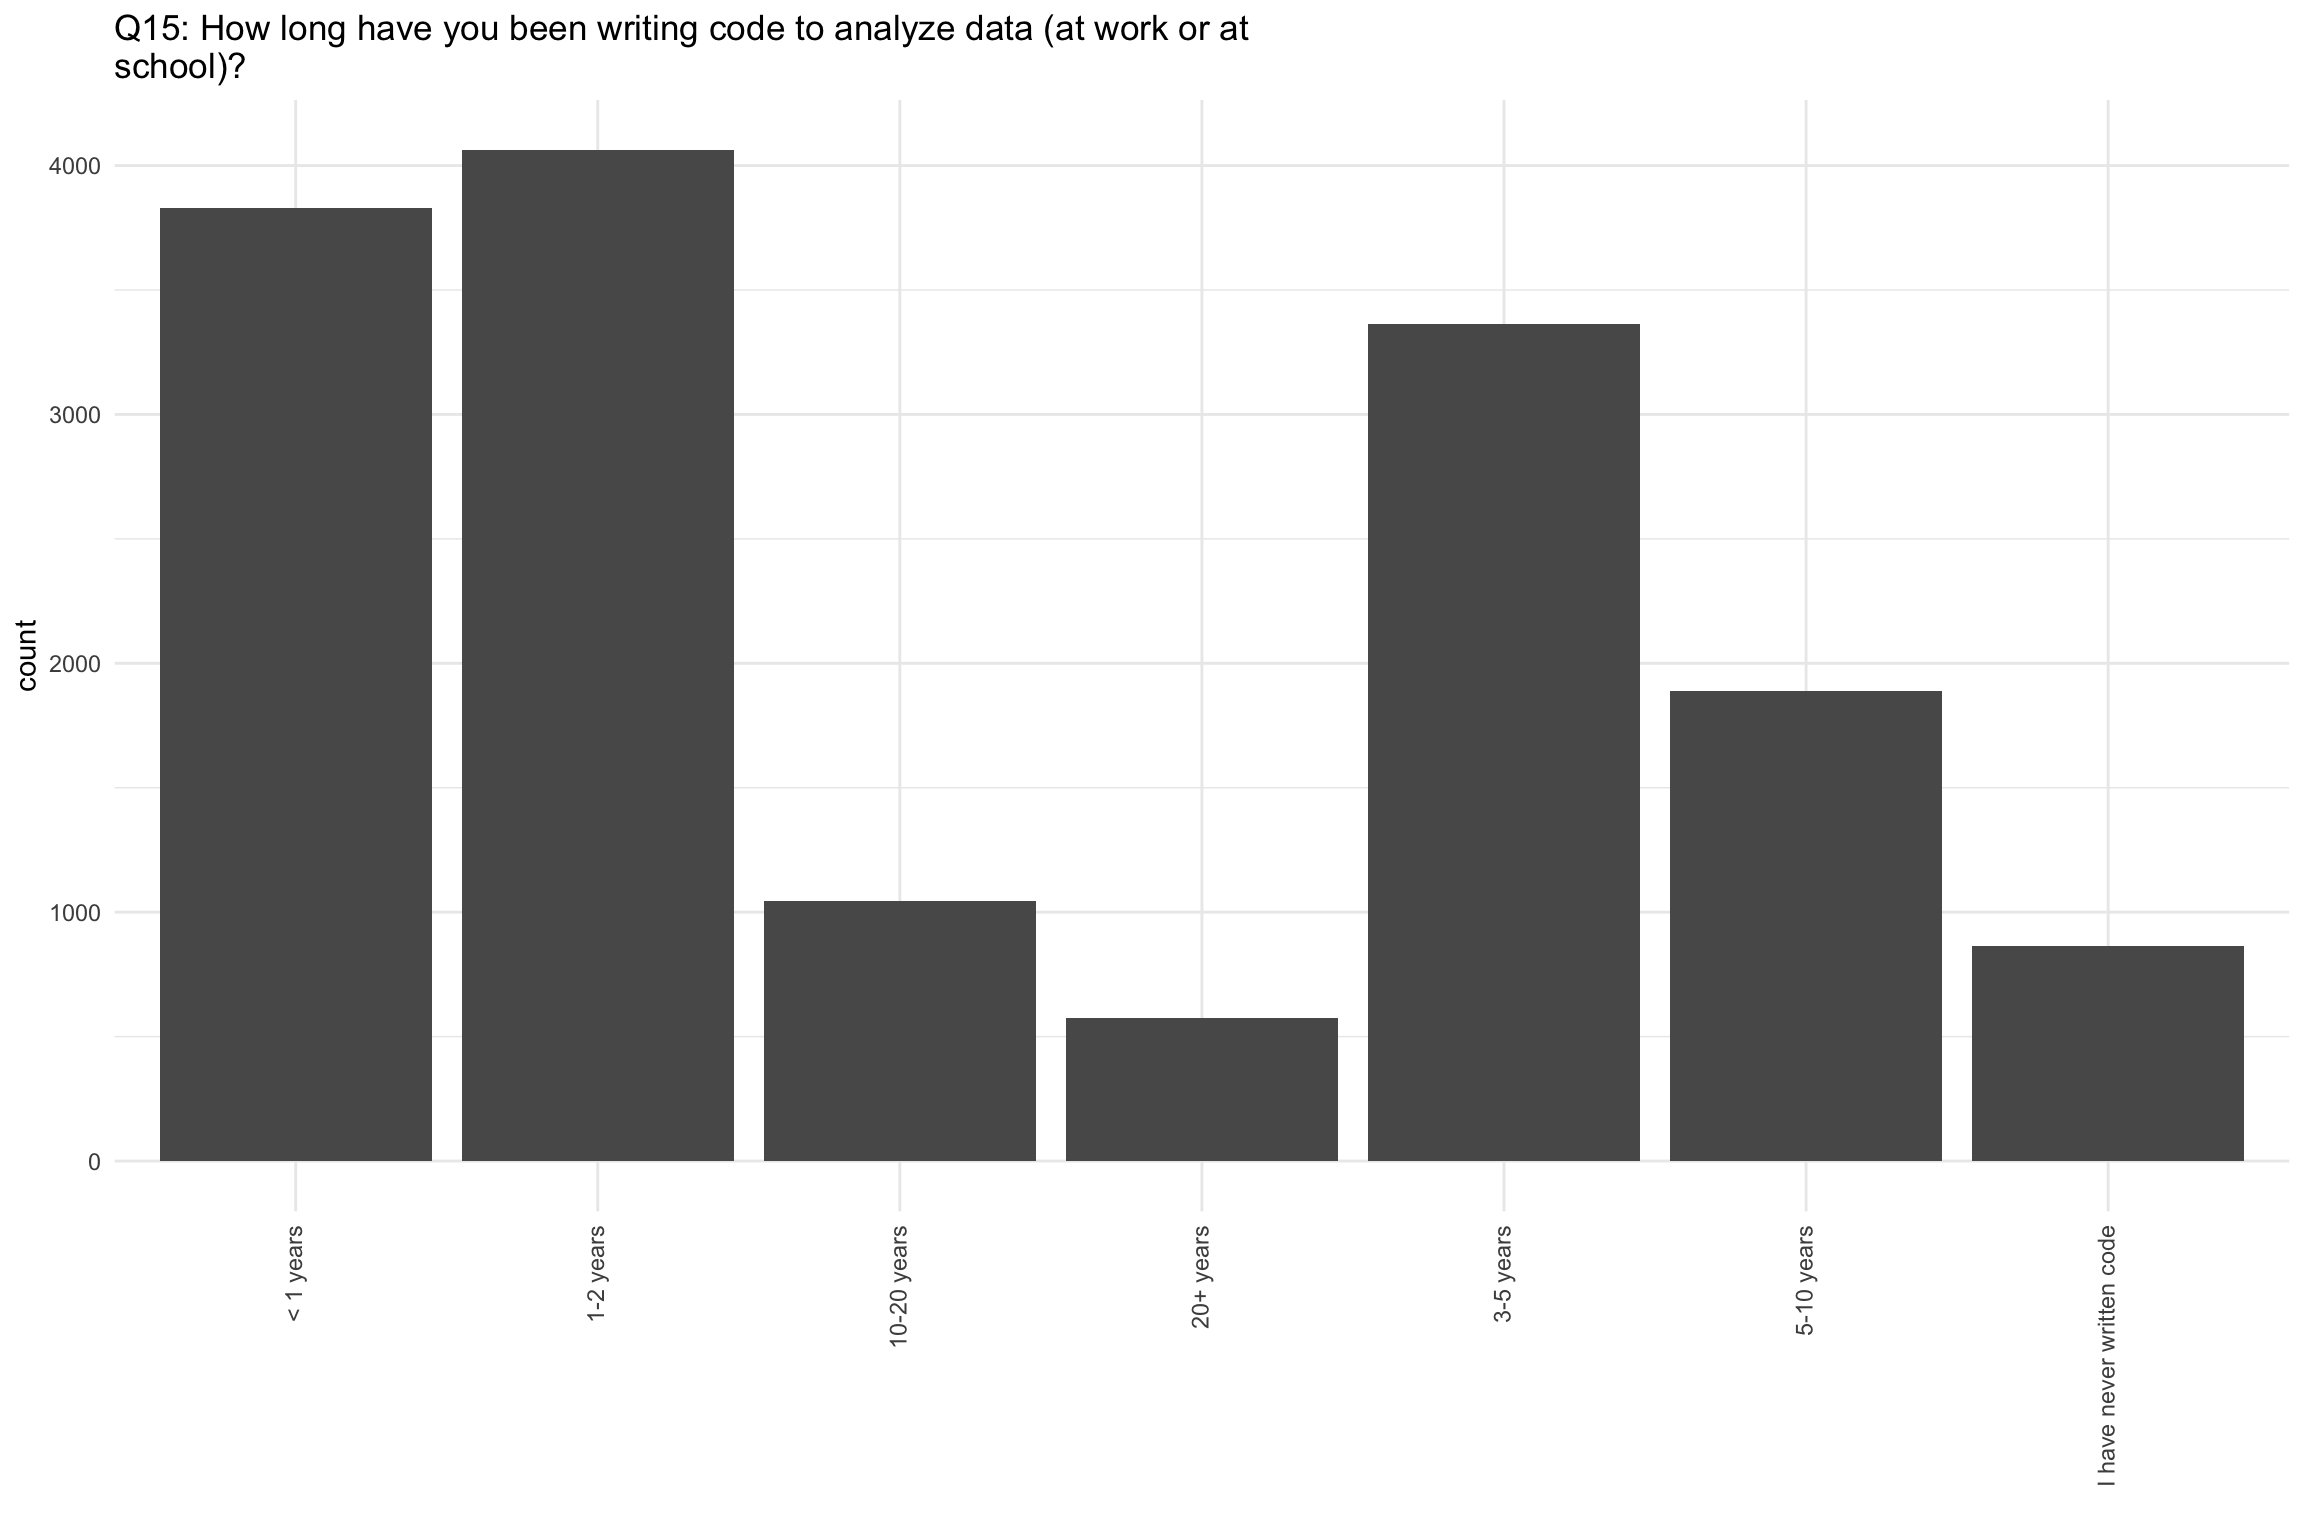 Q15: How long have you been writing code to analyze data (at work or at
school)?
count
4000
3000
2000
1000
0
< 1 years
1-2 years
10-20 years
20+ years
3-5 years
5-10 years
I have never written code